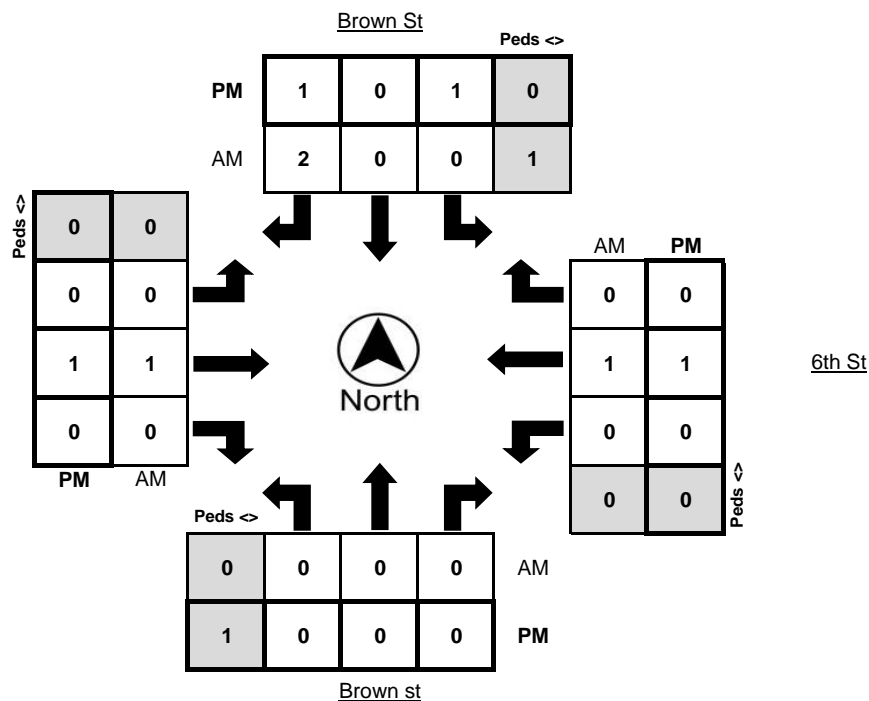 Brown St
Peds <>
PM 1 0 1 0
AM 2 0 0 1
Peds <>
0 0
0 0
1 1
0 0
PM AM
North
AM PM
0 0
1 1
0 0
0 0
Peds <>
6th St
Peds <>
0 0 0 0 AM
1 0 0 0 PM
Brown st